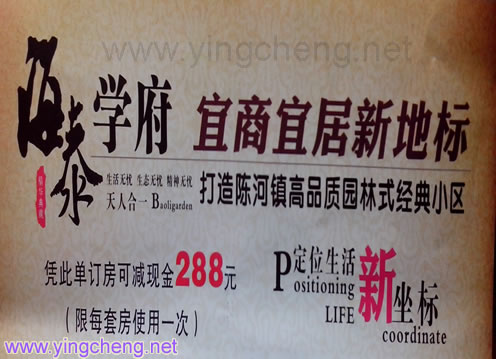 www.yingcheng.net
海泰学府
宜商宜居新地标
生活无忧 生态无忧 精神无忧
天人合一 Baoligarden
打造陈河镇高品质园林式经典小区
凭此单订房可减现金288元
(限每套房使用一次)
定位生活
Positioning
LIFE
新坐标
coordinate
www.yingcheng.net